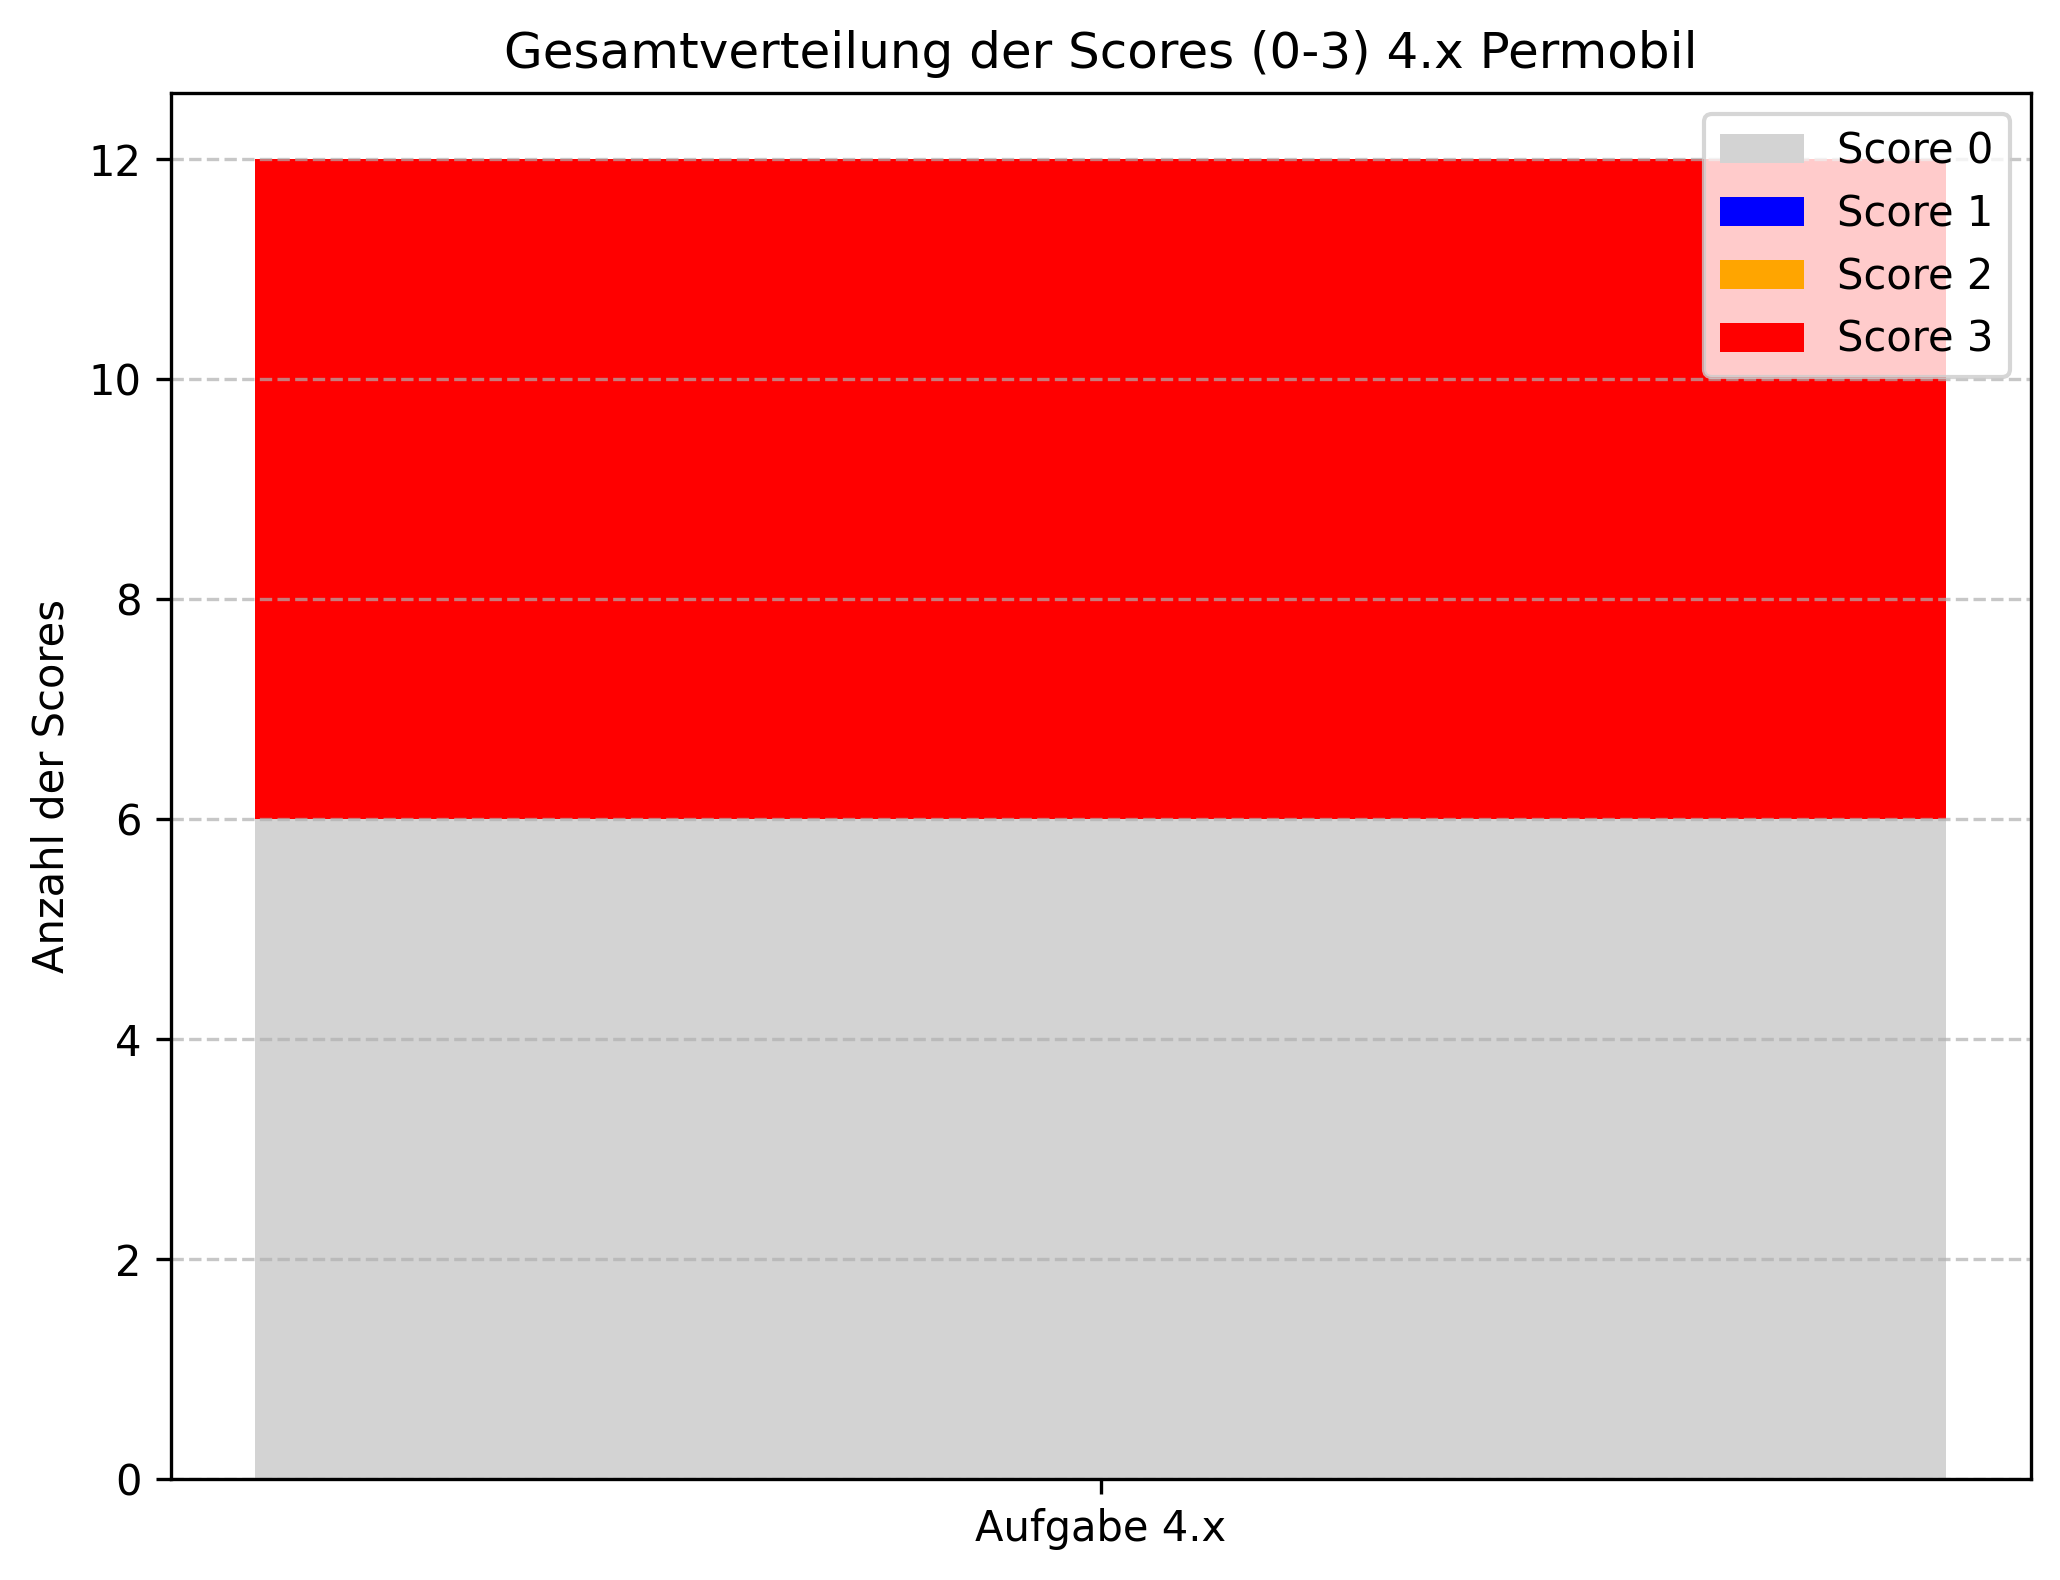 Gesamtverteilung der Scores (0-3) 4.x Permobil
Score 0
Score 1
Score 2
Score 3
Anzahl der Scores
12
10
8
6
4
2
0
Aufgabe 4.x